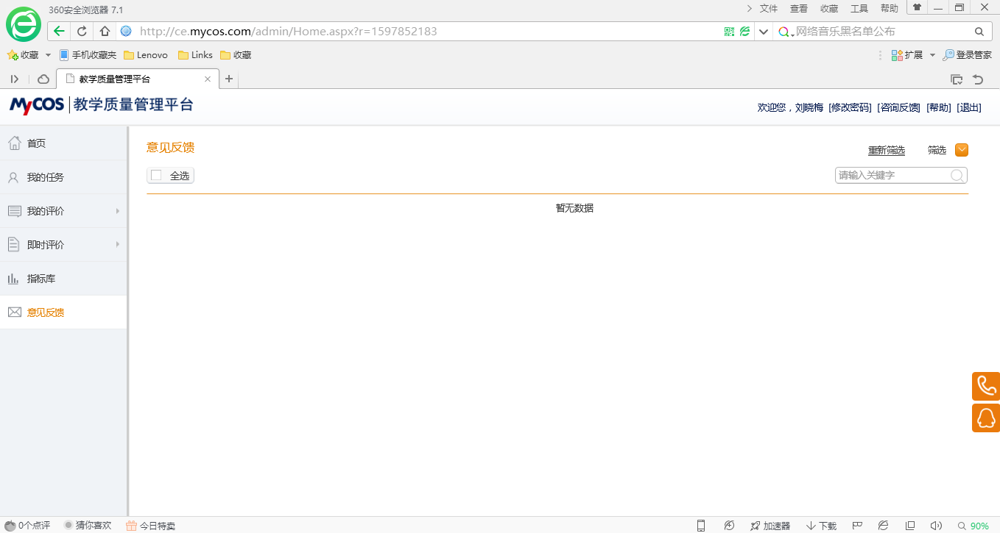 360安全浏览器 7.1
文件 查看 收藏 工具 帮助
http://ce.mycos.com/admin/Home.aspx?r=1597852183
网络音乐黑名单公布
收藏 手机收藏夹 Lenovo Links 收藏
扩展 登录管家
教学质量管理平台
MyCOS 教学质量管理平台
欢迎您，刘晓梅 [修改密码] [咨询反馈] [帮助] [退出]
首页
我的任务
我的评价
即时评价
指标库
意见反馈
意见反馈
重新筛选 筛选
全选
请输入关键字
暂无数据
0个点评 猜你喜欢 今日特卖
加速器 下载 90%